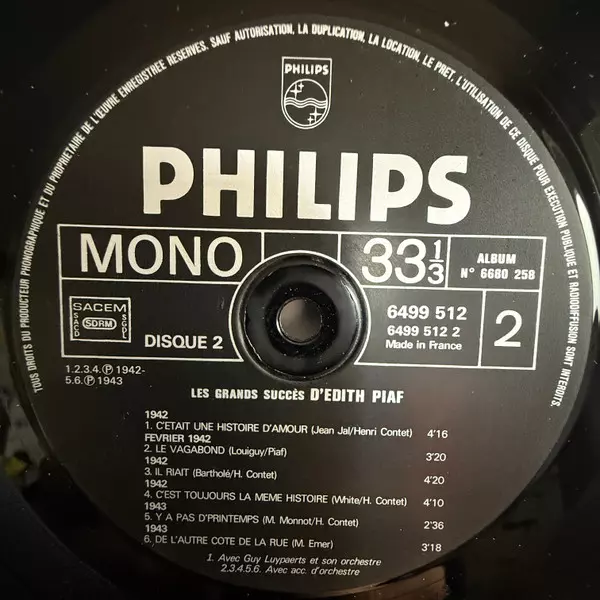 TOUS DROITS DU PRODUCTEUR PHONOGRAPHIQUE ET DU PROPRIETAIRE DE L'ŒUVRE ENREGISTREE RESERVES. SAUF AUTORISATION, LA DUPLICATION, LA LOCATION, LE PRET, L'UTILISATION DE CE DISQUE POUR EXECUTION PUBLIQUE ET RADIODIFFUSION SONT INTERDITS.
PHILIPS
PHILIPS
MONO
33 1/3
ALBUM
N° 6680 258
SACEM
SACD
SDRM
SGDL
DISQUE 2
6499 512
6499 512 2
Made in France
2
1.2.3.4. ℗ 1942-
5.6. ℗ 1943
LES GRANDS SUCCÈS D'EDITH PIAF
1942
1. C'ETAIT UNE HISTOIRE D'AMOUR (Jean Jal/Henri Contet) 4'16
FEVRIER 1942
2. LE VAGABOND (Louiguy/Piaf) 3'20
1942
3. IL RIAIT (Bartholé/H. Contet) 4'20
1942
4. C'EST TOUJOURS LA MEME HISTOIRE (White/H. Contet) 4'10
1943
5. Y A PAS D'PRINTEMPS (M. Monnot/H. Contet) 2'36
1943
6. DE L'AUTRE COTE DE LA RUE (M. Emer) 3'18
1. Avec Guy Luypaerts et son orchestre
2.3.4.5.6. Avec acc. d'orchestre